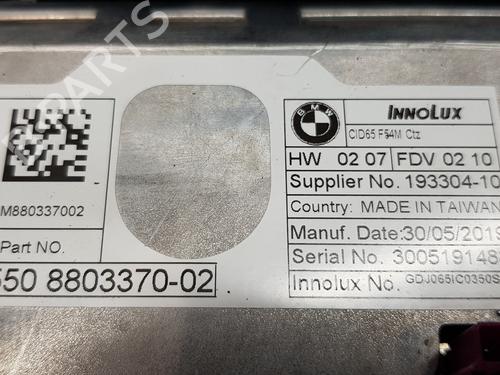 BMW
INNOLUX
CID65 F54M Ctz
HW 02 07 FDV 02 10
Supplier No. 193304-10
Country: MADE IN TAIWAN
Manuf. Date:30/05/2019
Serial No. 300519148
Innolux No. GDJ065IC0350S
M880337002
Part NO.
550 8803370-02
B-PARTS